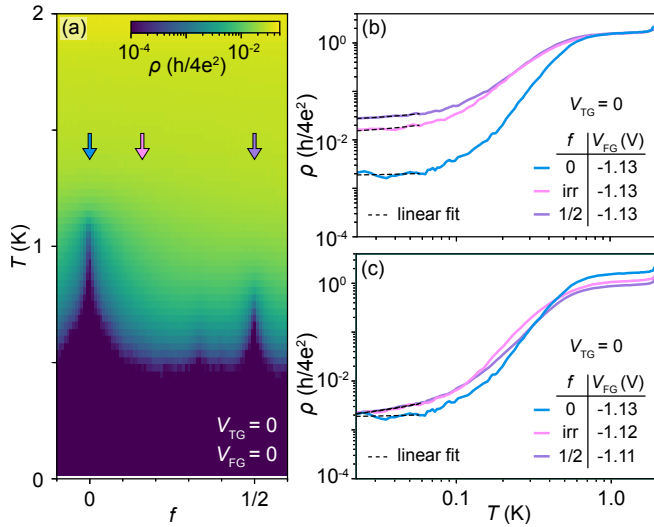 (a)
10⁻⁴ 10⁻²
ρ (h/4e²)
2
1
0
T (K)
V_TG = 0
V_FG = 0
0 1/2
f
(b)
10⁰
10⁻²
10⁻⁴
ρ (h/4e²)
V_TG = 0
f V_FG (V)
0 -1.13
irr -1.13
1/2 -1.13
linear fit
(c)
10⁰
10⁻²
10⁻⁴
ρ (h/4e²)
V_TG = 0
f V_FG (V)
0 -1.13
irr -1.12
1/2 -1.11
linear fit
0.1 1.0
T (K)